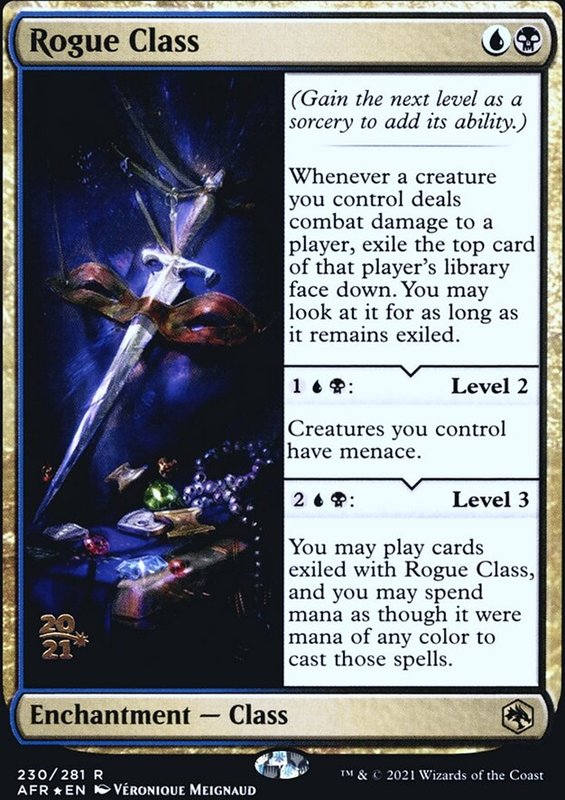 Rogue Class
(Gain the next level as a
sorcery to add its ability.)
Whenever a creature
you control deals
combat damage to a
player, exile the top card
of that player's library
face down. You may
look at it for as long as
it remains exiled.
1 : Level 2
Creatures you control
have menace.
2 : Level 3
You may play cards
exiled with Rogue Class,
and you may spend
mana as though it were
mana of any color to
cast those spells.
20
21
Enchantment — Class
230/281 R
AFR ★ EN Véronique Meignaud
™ & © 2021 Wizards of the Coast